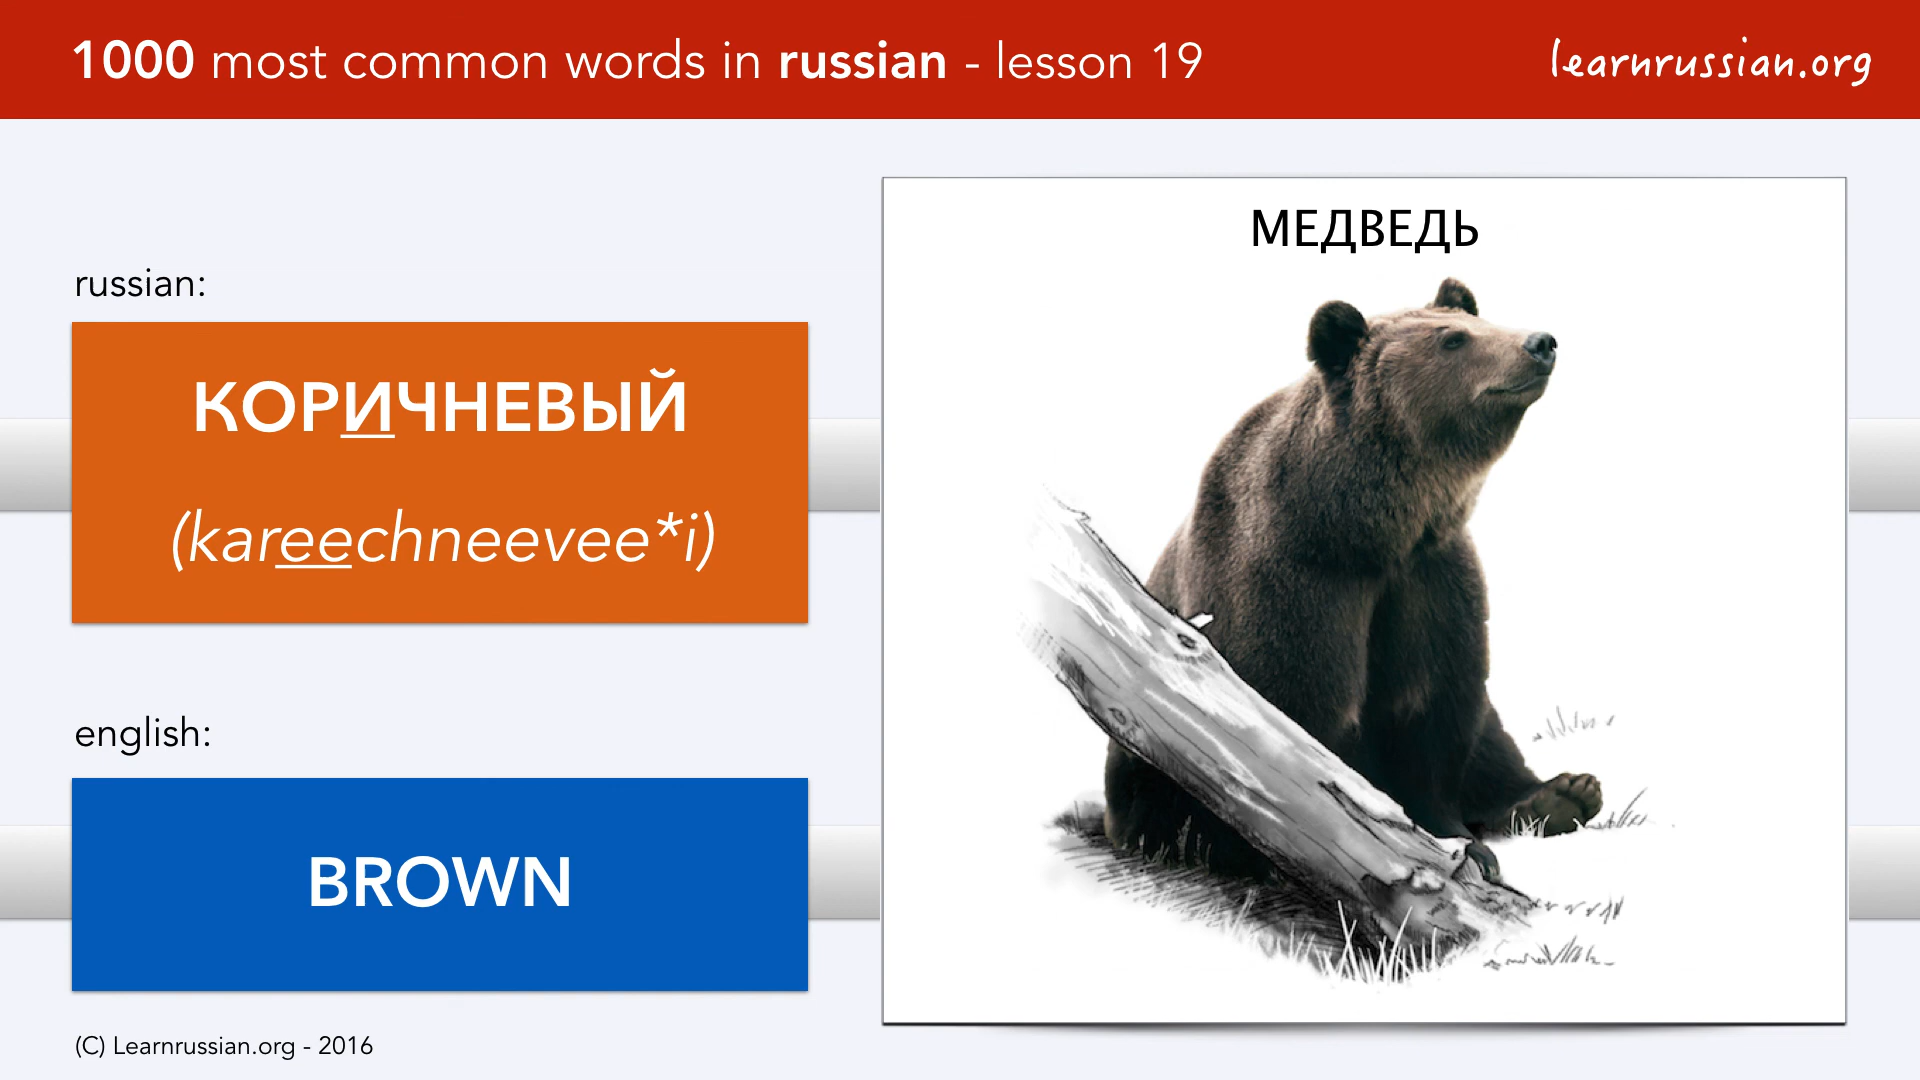 1000 most common words in russian - lesson 19
learnrussian.org
russian:
КОРИЧНЕВЫЙ
(kareechneevee*i)
english:
BROWN
(C) Learnrussian.org - 2016
МЕДВЕДЬ